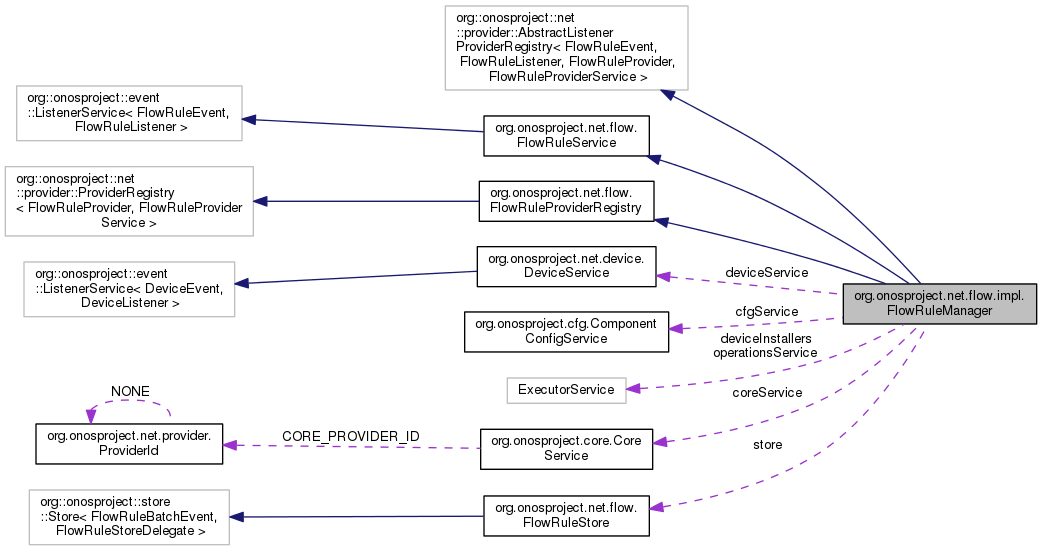 org::onosproject::net
::provider::AbstractListener
ProviderRegistry< FlowRuleEvent,
FlowRuleListener, FlowRuleProvider,
FlowRuleProviderService >
org::onosproject::event
::ListenerService< FlowRuleEvent,
FlowRuleListener >
org.onosproject.net.flow.
FlowRuleService
org::onosproject::net
::provider::ProviderRegistry
< FlowRuleProvider, FlowRuleProvider
Service >
org.onosproject.net.flow.
FlowRuleProviderRegistry
org::onosproject::event
::ListenerService< DeviceEvent,
DeviceListener >
org.onosproject.net.device.
DeviceService
deviceService
org.onosproject.net.flow.impl.
FlowRuleManager
org.onosproject.cfg.Component
ConfigService
cfgService
deviceInstallers
operationsService
ExecutorService
NONE
org.onosproject.net.provider.
ProviderId
CORE_PROVIDER_ID
org.onosproject.core.Core
Service
coreService
org::onosproject::store
::Store< FlowRuleBatchEvent,
FlowRuleStoreDelegate >
org.onosproject.net.flow.
FlowRuleStore
store